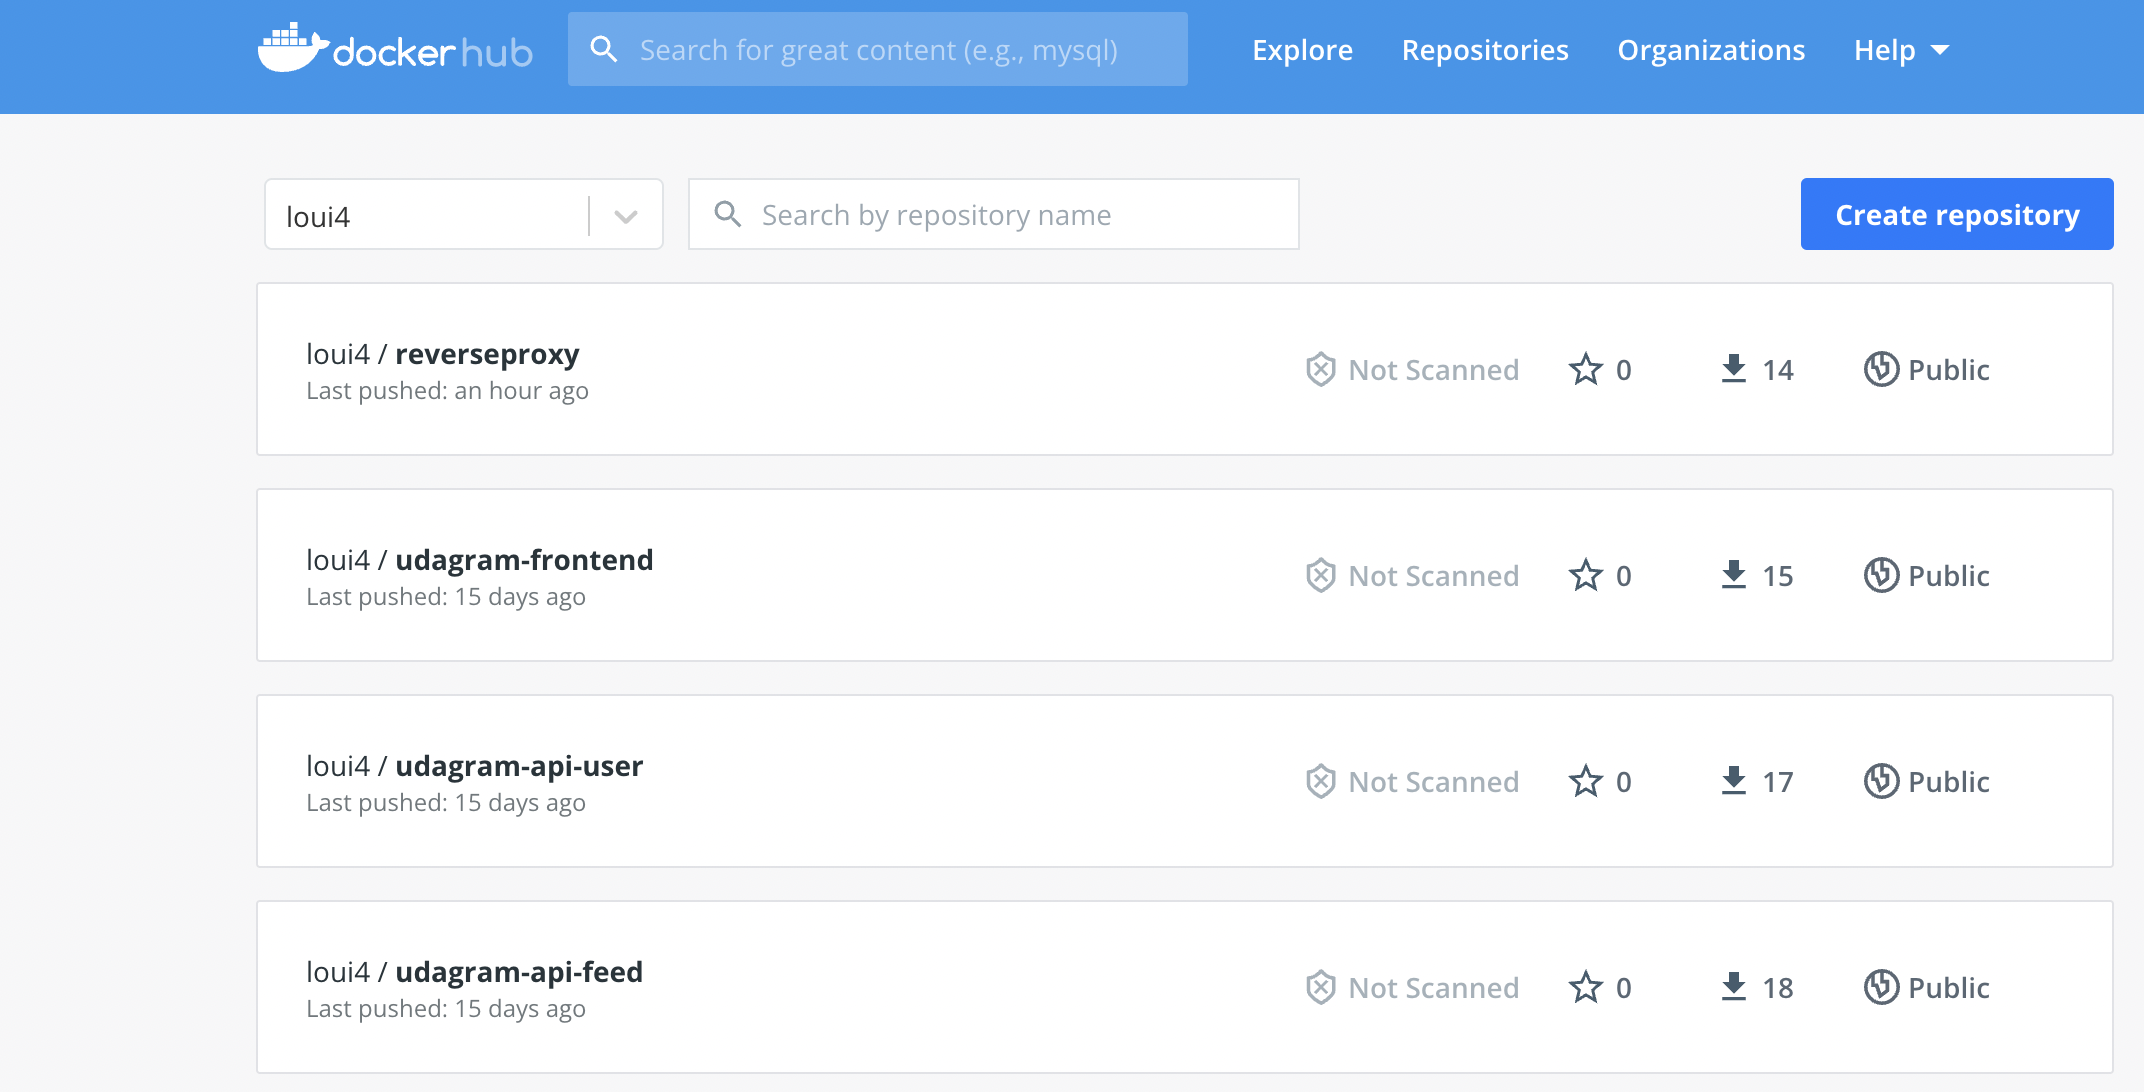 docker hub
Search for great content (e.g., mysql)
Explore
Repositories
Organizations
Help
loui4
Search by repository name
Create repository
loui4 / reverseproxy
Last pushed: an hour ago
Not Scanned
0
14
Public
loui4 / udagram-frontend
Last pushed: 15 days ago
Not Scanned
0
15
Public
loui4 / udagram-api-user
Last pushed: 15 days ago
Not Scanned
0
17
Public
loui4 / udagram-api-feed
Last pushed: 15 days ago
Not Scanned
0
18
Public